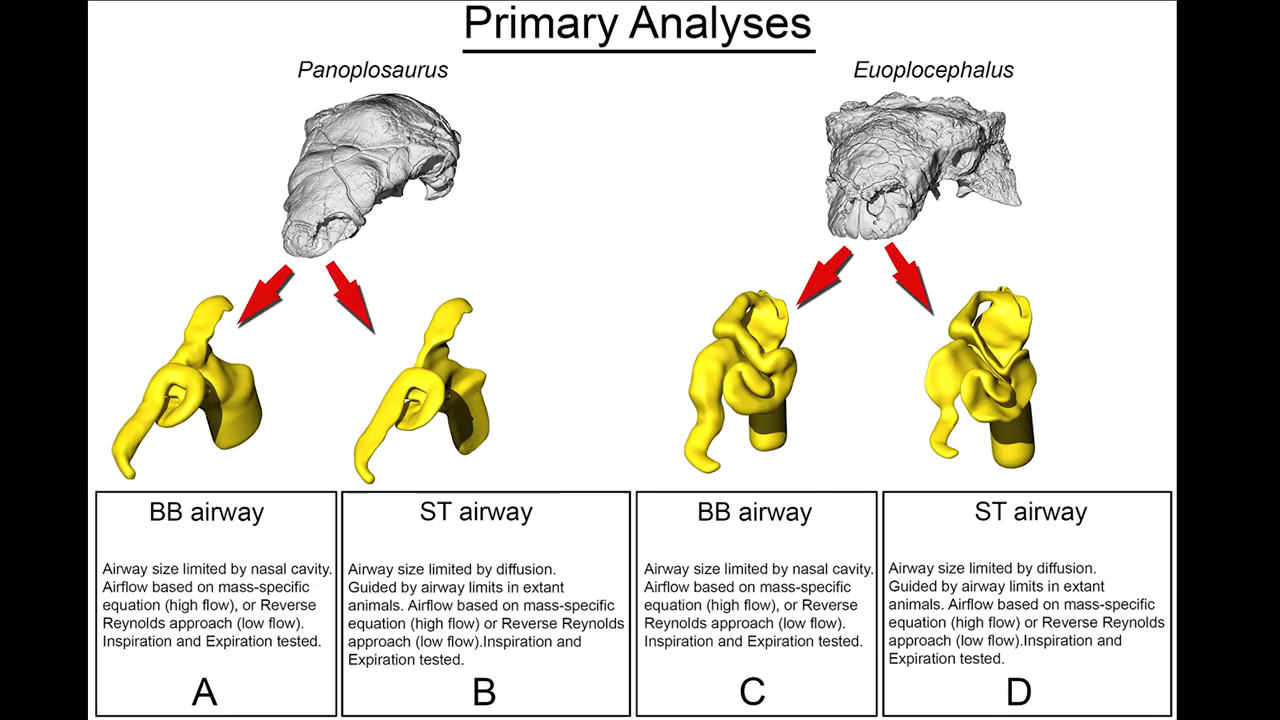 Primary Analyses
Panoplosaurus
Euoplocephalus
BB airway
Airway size limited by nasal cavity.
Airflow based on mass-specific
equation (high flow), or Reverse
Reynolds approach (low flow).
Inspiration and Expiration tested.
A
ST airway
Airway size limited by diffusion.
Guided by airway limits in extant
animals. Airflow based on mass-specific
equation (high flow) or Reverse Reynolds
approach (low flow).Inspiration and
Expiration tested.
B
BB airway
Airway size limited by nasal cavity.
Airflow based on mass-specific
equation (high flow), or Reverse
Reynolds approach (low flow).
Inspiration and Expiration tested.
C
ST airway
Airway size limited by diffusion.
Guided by airway limits in extant
animals. Airflow based on mass-specific
equation (high flow) or Reverse Reynolds
approach (low flow).Inspiration and
Expiration tested.
D